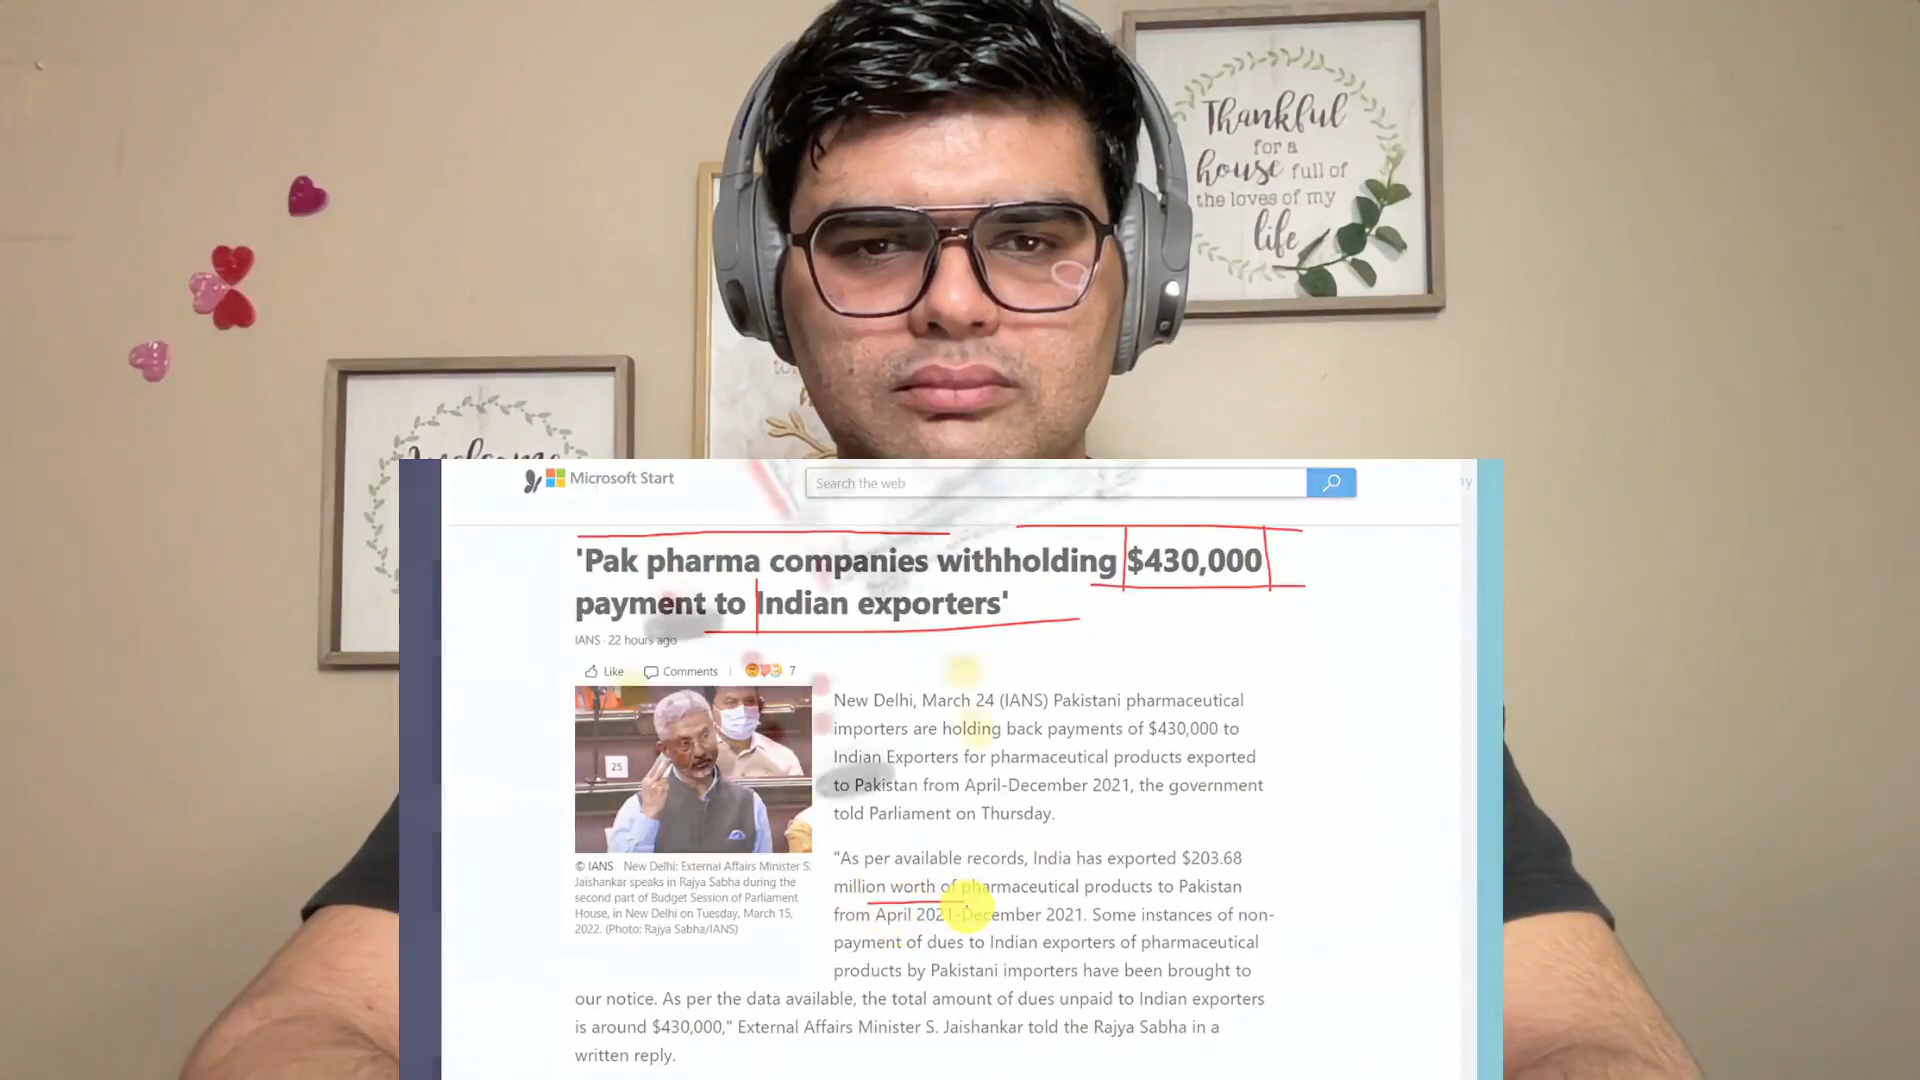 Thankful
for a
house full of
the loves of my
life
Welcome
Microsoft Start
Search the web
'Pak pharma companies withholding $430,000
payment to Indian exporters'
IANS · 22 hours ago
Like
Comments
7
25
New Delhi, March 24 (IANS) Pakistani pharmaceutical
importers are holding back payments of $430,000 to
Indian Exporters for pharmaceutical products exported
to Pakistan from April-December 2021, the government
told Parliament on Thursday.
© IANS New Delhi: External Affairs Minister S.
Jaishankar speaks in Rajya Sabha during the
second part of Budget Session of Parliament
House, in New Delhi on Tuesday, March 15,
2022. (Photo: Rajya Sabha/IANS)
"As per available records, India has exported $203.68
million worth of pharmaceutical products to Pakistan
from April 2021-December 2021. Some instances of non-
payment of dues to Indian exporters of pharmaceutical
products by Pakistani importers have been brought to
our notice. As per the data available, the total amount of dues unpaid to Indian exporters
is around $430,000," External Affairs Minister S. Jaishankar told the Rajya Sabha in a
written reply.